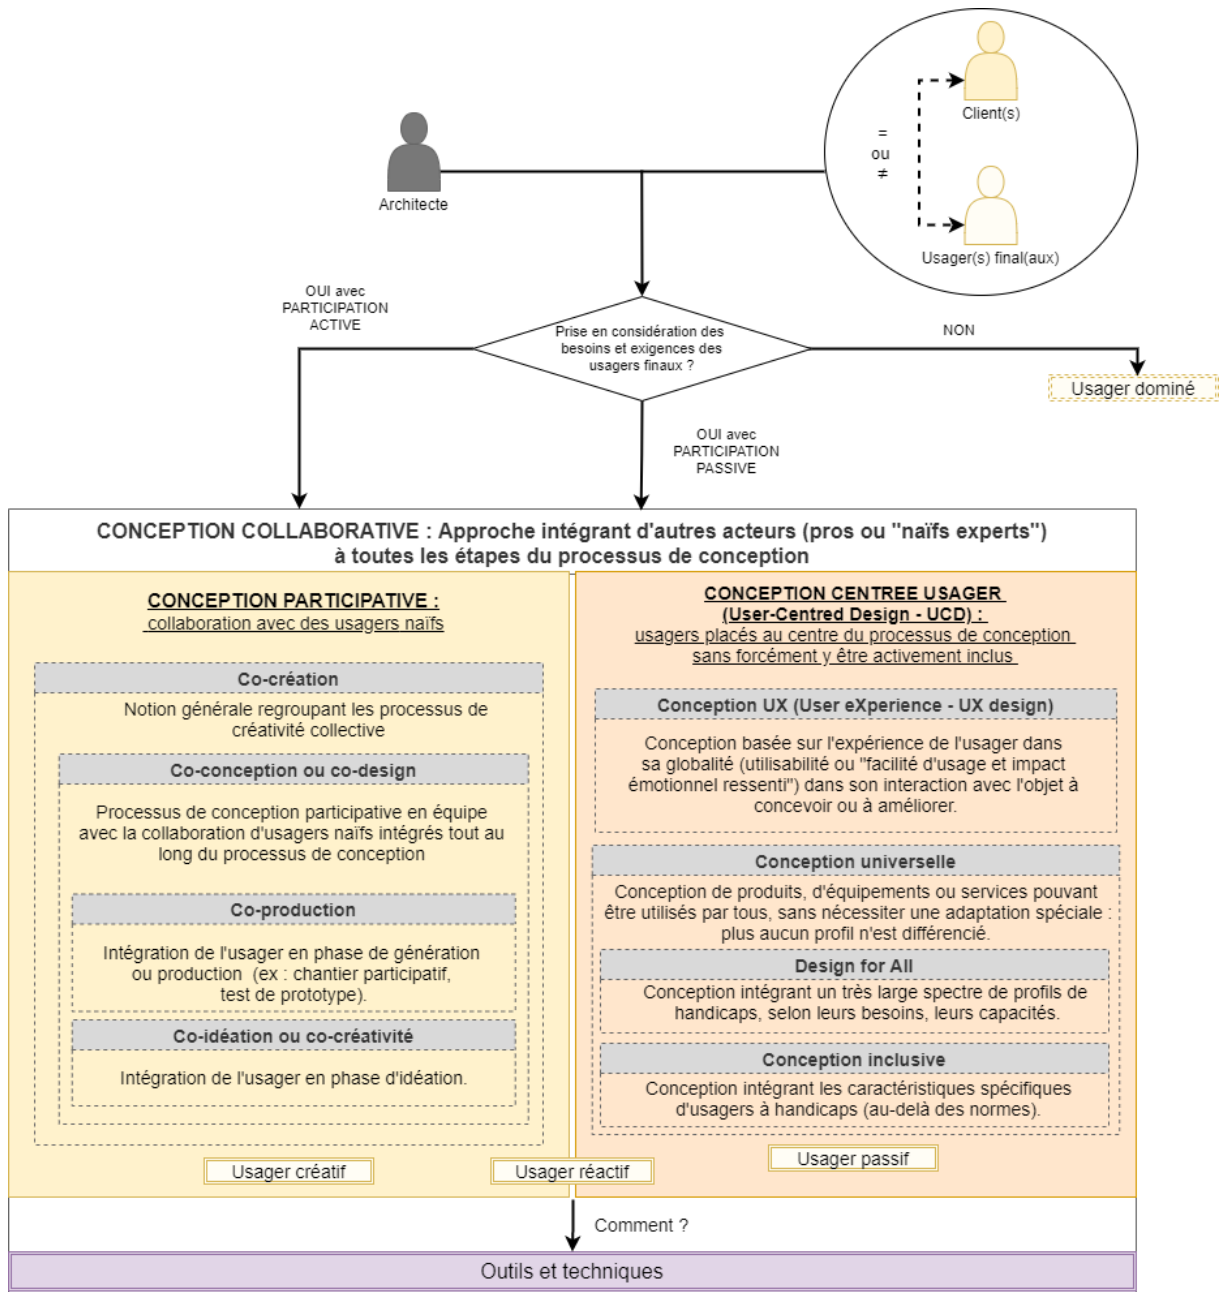 Client(s)
=
ou
≠
Usager(s) final(aux)
Architecte
OUI avec
PARTICIPATION
ACTIVE
Prise en considération des
besoins et exigences des
usagers finaux ?
NON
Usager dominé
OUI avec
PARTICIPATION
PASSIVE
CONCEPTION COLLABORATIVE : Approche intégrant d'autres acteurs (pros ou "naïfs experts")
à toutes les étapes du processus de conception
CONCEPTION PARTICIPATIVE :
collaboration avec des usagers naïfs
Co-création
Notion générale regroupant les processus de
créativité collective
Co-conception ou co-design
Processus de conception participative en équipe
avec la collaboration d'usagers naïfs intégrés tout au
long du processus de conception
Co-production
Intégration de l'usager en phase de génération
ou production (ex : chantier participatif,
test de prototype).
Co-idéation ou co-créativité
Intégration de l'usager en phase d'idéation.
CONCEPTION CENTREE USAGER
(User-Centred Design - UCD) :
usagers placés au centre du processus de conception
sans forcément y être activement inclus
Conception UX (User eXperience - UX design)
Conception basée sur l'expérience de l'usager dans
sa globalité (utilisabilité ou "facilité d'usage et impact
émotionnel ressenti") dans son interaction avec l'objet à
concevoir ou à améliorer.
Conception universelle
Conception de produits, d'équipements ou services pouvant
être utilisés par tous, sans nécessiter une adaptation spéciale :
plus aucun profil n'est différencié.
Design for All
Conception intégrant un très large spectre de profils de
handicaps, selon leurs besoins, leurs capacités.
Conception inclusive
Conception intégrant les caractéristiques spécifiques
d'usagers à handicaps (au-delà des normes).
Usager créatif
Usager réactif
Usager passif
Comment ?
Outils et techniques